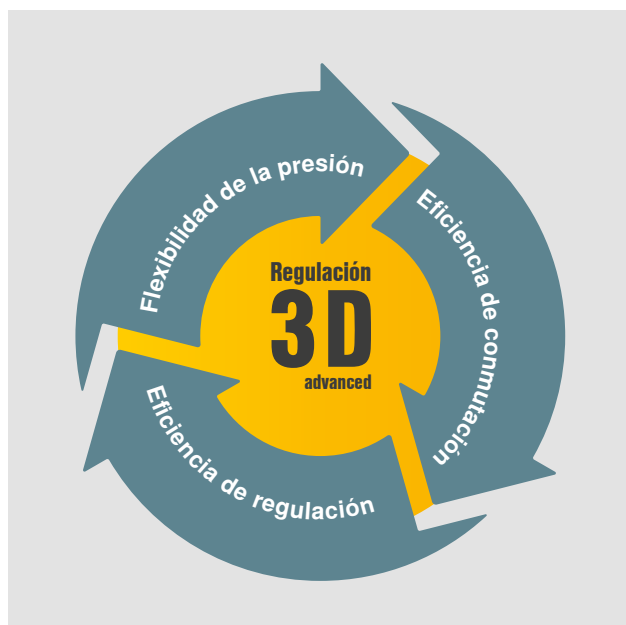 Flexibilidad de la presión
Eficiencia de conmutación
Eficiencia de regulación
Regulación
3D
advanced